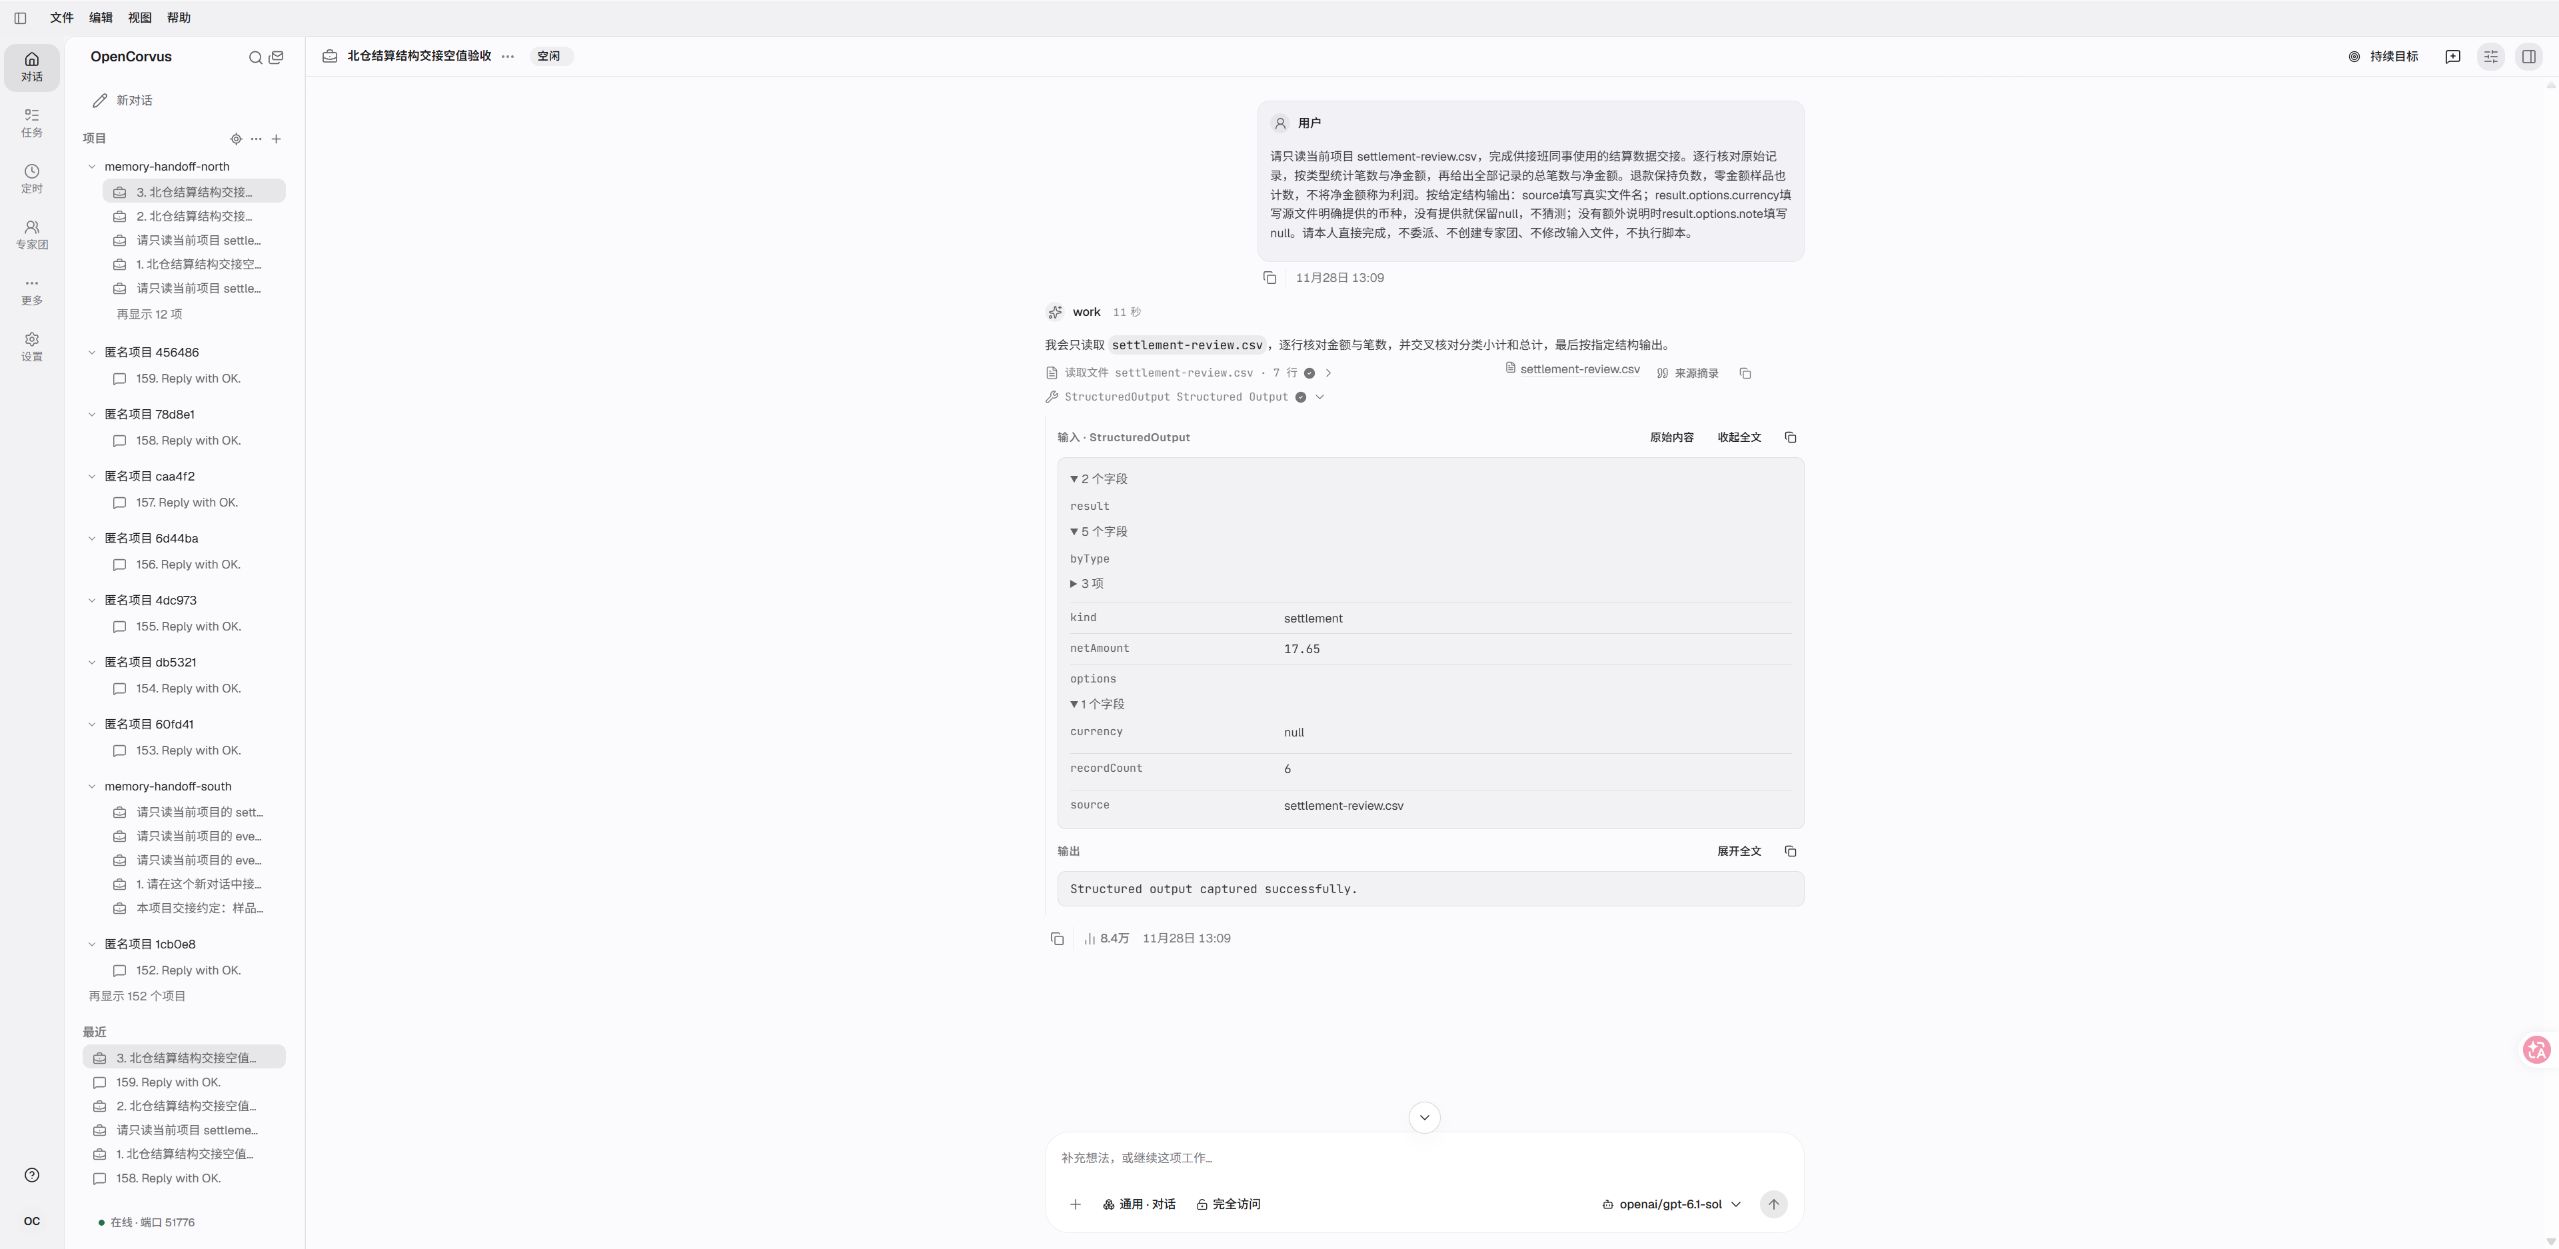 文件 编辑 视图 帮助
对话
任务
定时
专家团
更多
设置
OC
OpenCorvus
新对话
项目
memory-handoff-north
3. 北仓结算结构交接...
2. 北仓结算结构交接...
请只读当前项目 settle...
1. 北仓结算结构交接空...
请只读当前项目 settle...
再显示 12 项
匿名项目 456486
159. Reply with OK.
匿名项目 78d8e1
158. Reply with OK.
匿名项目 caa4f2
157. Reply with OK.
匿名项目 6d44ba
156. Reply with OK.
匿名项目 4dc973
155. Reply with OK.
匿名项目 db5321
154. Reply with OK.
匿名项目 60fd41
153. Reply with OK.
memory-handoff-south
请只读当前项目的 sett...
请只读当前项目的 eve...
请只读当前项目的 eve...
1. 请在这个新对话中接...
本项目交接约定：样品...
匿名项目 1cb0e8
152. Reply with OK.
再显示 152 个项目
最近
3. 北仓结算结构交接空值...
159. Reply with OK.
2. 北仓结算结构交接空值...
请只读当前项目 settleme...
1. 北仓结算结构交接空值...
158. Reply with OK.
在线 · 端口 51776
北仓结算结构交接空值验收 ··· 空闲
持续目标
用户
请只读当前项目 settlement-review.csv，完成供接班同事使用的结算数据交接。逐行核对原始记
录，按类型统计笔数与净金额，再给出全部记录的总笔数与净金额。退款保持负数，零金额样品也
计数，不将净金额称为利润。按给定结构输出：source填写真实文件名；result.options.currency填
写源文件明确提供的币种，没有提供就保留null，不猜测；没有额外说明时result.options.note填写
null。请本人直接完成，不委派、不创建专家团、不修改输入文件，不执行脚本。
11月28日 13:09
work 11 秒
我会只读取 settlement-review.csv，逐行核对金额与笔数，并交叉核对分类小计和总计，最后按指定结构输出。
读取文件 settlement-review.csv · 7 行 settlement-review.csv 来源摘录
StructuredOutput Structured Output
输入 · StructuredOutput 原始内容 收起全文
2 个字段
result
5 个字段
byType
3 项
kind settlement
netAmount 17.65
options
1 个字段
currency null
recordCount 6
source settlement-review.csv
输出 展开全文
Structured output captured successfully.
8.4万 11月28日 13:09
补充想法，或继续这项工作...
通用 · 对话 完全访问 openai/gpt-6.1-sol